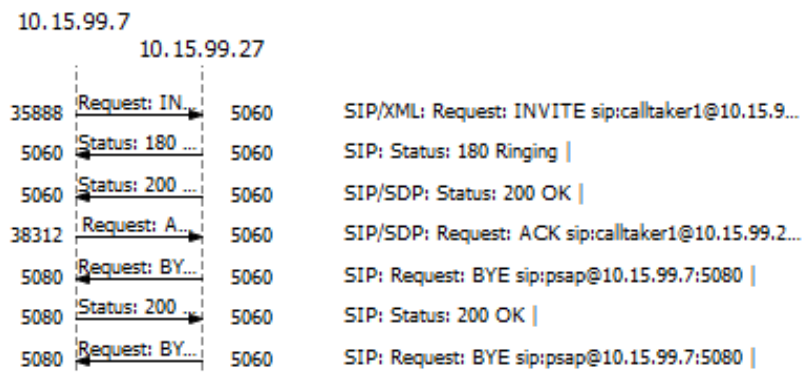 10.15.99.7
10.15.99.27
35888 Request: IN... 5060 SIP/XML: Request: INVITE sip:calltaker1@10.15.9...
5060 Status: 180 ... 5060 SIP: Status: 180 Ringing |
5060 Status: 200 ... 5060 SIP/SDP: Status: 200 OK |
38312 Request: A... 5060 SIP/SDP: Request: ACK sip:calltaker1@10.15.99.2...
5080 Request: BY... 5060 SIP: Request: BYE sip:psap@10.15.99.7:5080 |
5080 Status: 200 ... 5060 SIP: Status: 200 OK |
5080 Request: BY... 5060 SIP: Request: BYE sip:psap@10.15.99.7:5080 |